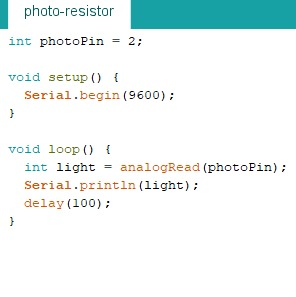 photo-resistor
int photoPin = 2;
void setup() {
  Serial.begin(9600);
}
void loop() {
  int light = analogRead(photoPin);
  Serial.println(light);
  delay(100);
}